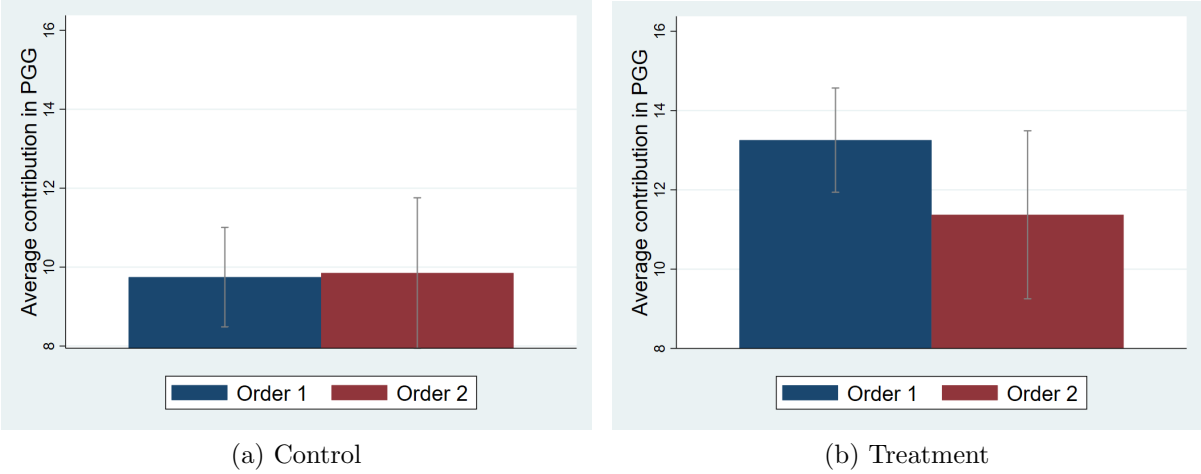 Average contribution in PGG
16
14
12
10
8
Order 1
Order 2
(a) Control
Average contribution in PGG
16
14
12
10
8
Order 1
Order 2
(b) Treatment